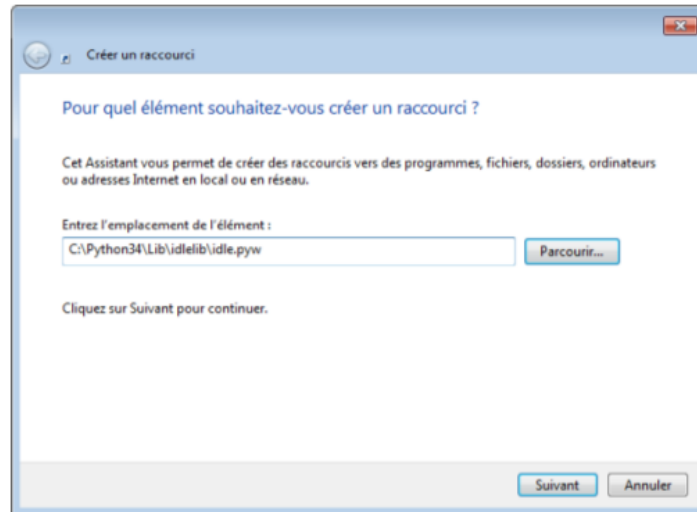 Créer un raccourci
Pour quel élément souhaitez-vous créer un raccourci ?
Cet Assistant vous permet de créer des raccourcis vers des programmes, fichiers, dossiers, ordinateurs
ou adresses Internet en local ou en réseau.
Entrez l'emplacement de l'élément :
C:\Python34\Lib\idlelib\idle.pyw
Parcourir...
Cliquez sur Suivant pour continuer.
Suivant
Annuler